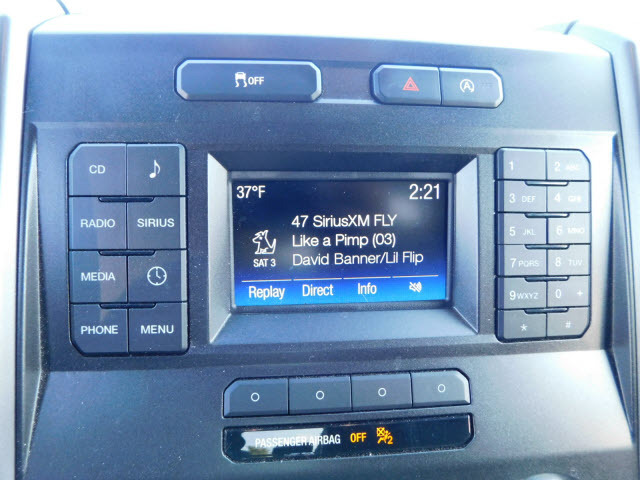 OFF
A
CD
RADIO SIRIUS
MEDIA
PHONE MENU
37°F 2:21
47 SiriusXM FLY
Like a Pimp (03)
SAT 3 David Banner/Lil Flip
Replay Direct Info
1 2 ABC
3 DEF 4 GHI
5 JKL 6 MNO
7 PQRS 8 TUV
9 WXYZ 0 +
* #
PASSENGER AIRBAG OFF 2